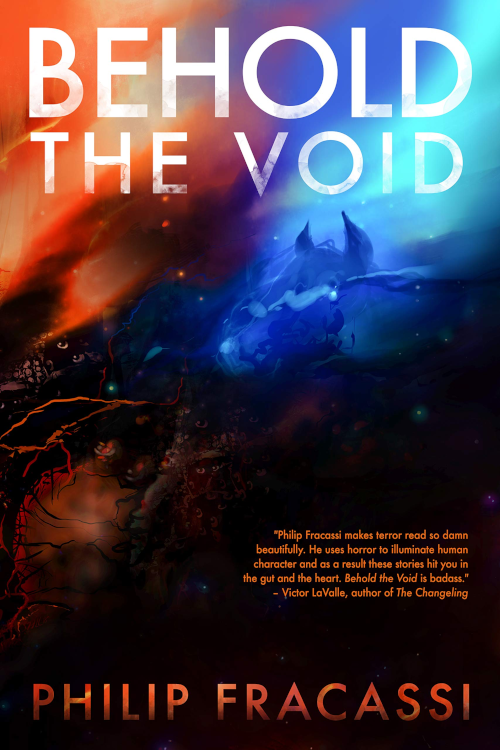 BEHOLD
THE VOID
"Philip Fracassi makes terror read so damn
beautifully. He uses horror to illuminate human
character and as a result these stories hit you in
the gut and the heart. Behold the Void is badass."
– Victor LaValle, author of The Changeling
PHILIP FRACASSI